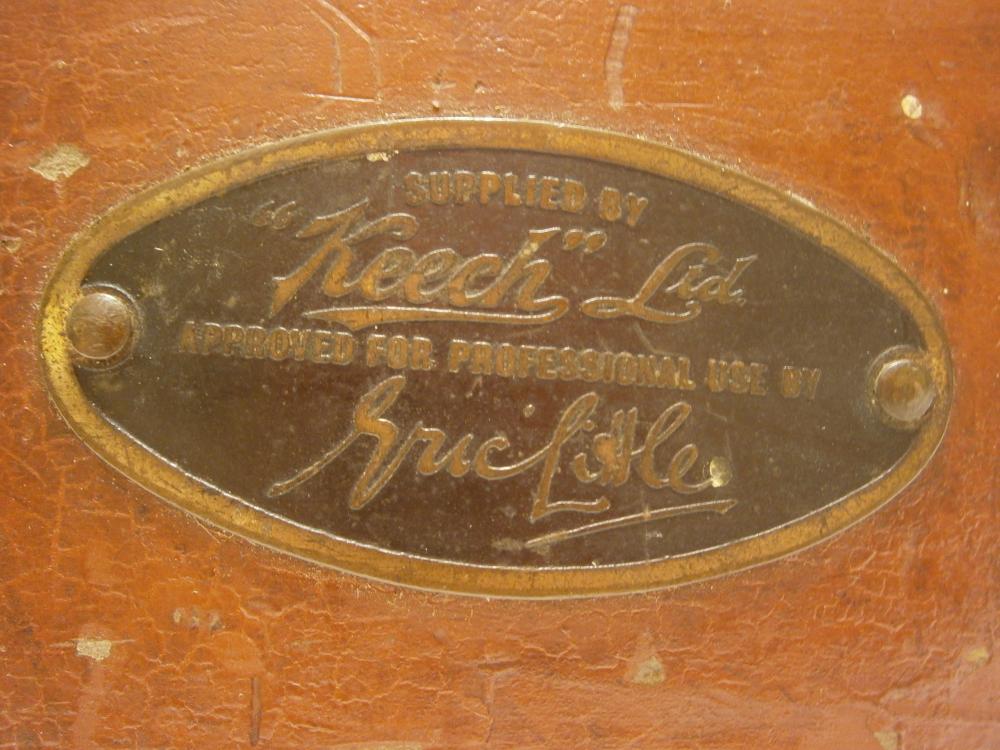 SUPPLIED BY
"Keech" Ltd.
APPROVED FOR PROFESSIONAL USE BY
Eric Little